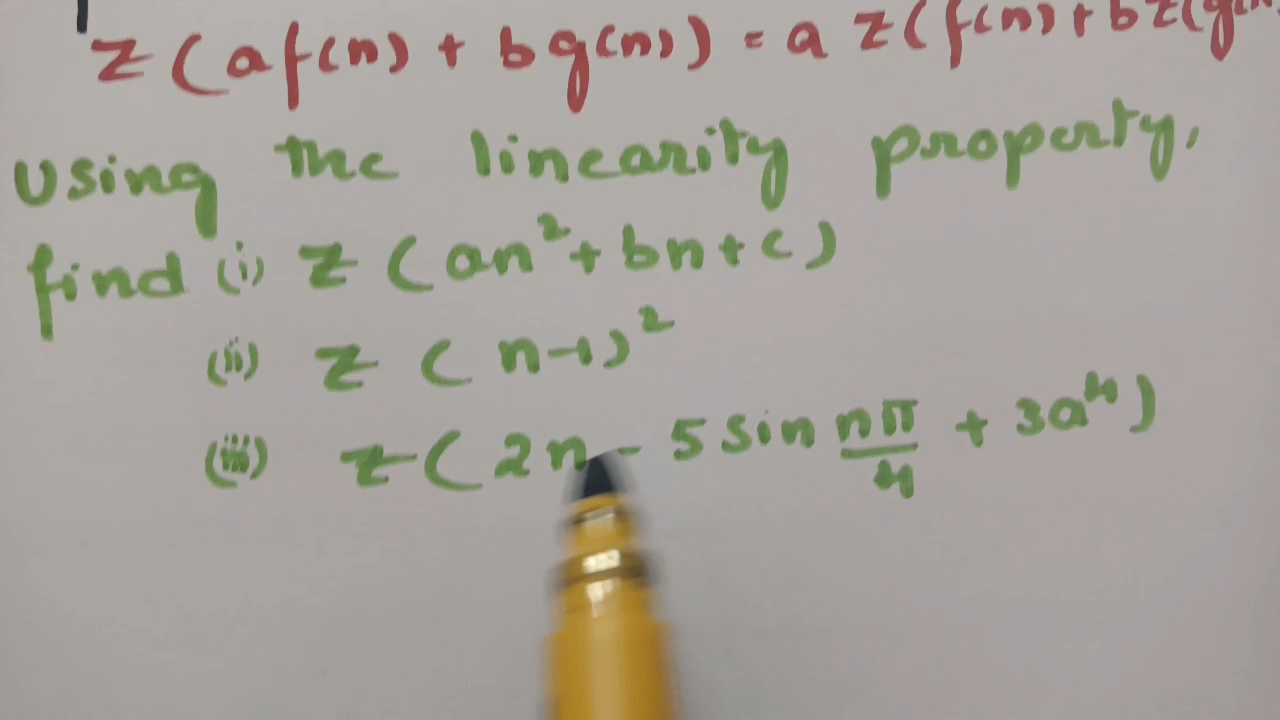 Z(af(n) + bg(n)) = a Z(f(n) + b Z(g(n)
Using the linearity property,
find (i) Z(an² + bn + c)
(ii) Z(n-1)²
(iii) Z(2n - 5 sin nπ/4 + 3a⁴)